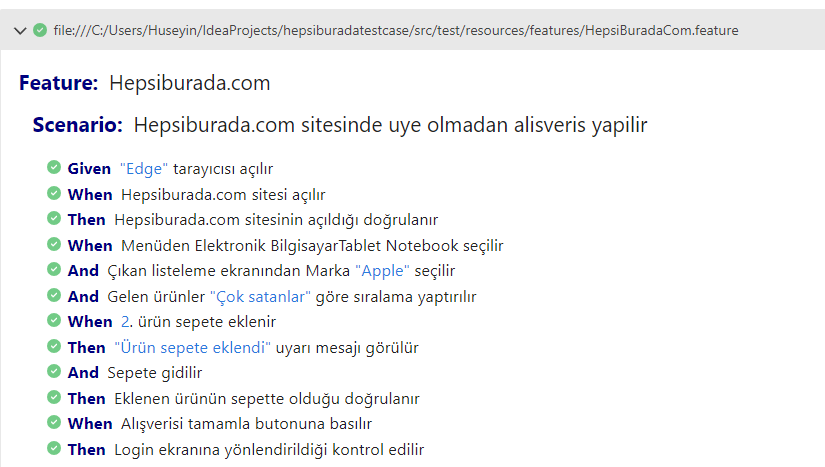 file:///C:/Users/Huseyin/IdeaProjects/hepsiburadatestcase/src/test/resources/features/HepsiBuradaCom.feature
Feature: Hepsiburada.com
Scenario: Hepsiburada.com sitesinde uye olmadan alisveris yapilir
Given "Edge" tarayıcısı açılır
When Hepsiburada.com sitesi açılır
Then Hepsiburada.com sitesinin açıldığı doğrulanır
When Menüden Elektronik BilgisayarTablet Notebook seçilir
And Çıkan listeleme ekranından Marka "Apple" seçilir
And Gelen ürünler "Çok satanlar" göre sıralama yaptırılır
When 2. ürün sepete eklenir
Then "Ürün sepete eklendi" uyarı mesajı görülür
And Sepete gidilir
Then Eklenen ürünün sepette olduğu doğrulanır
When Alışverisi tamamla butonuna basılır
Then Login ekranına yönlendirildiği kontrol edilir